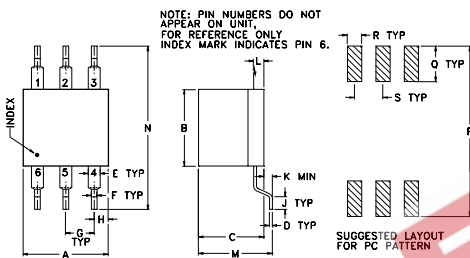 NOTE: PIN NUMBERS DO NOT
APPEAR ON UNIT,
FOR REFERENCE ONLY
INDEX MARK INDICATES PIN 6.
1 2 3
INDEX
6 5 4
E TYP
F TYP
H
G
TYP
A
N
L
B
K MIN
J TYP
D TYP
C
M
R TYP
Q TYP
S TYP
SUGGESTED LAYOUT
FOR PC PATTERN